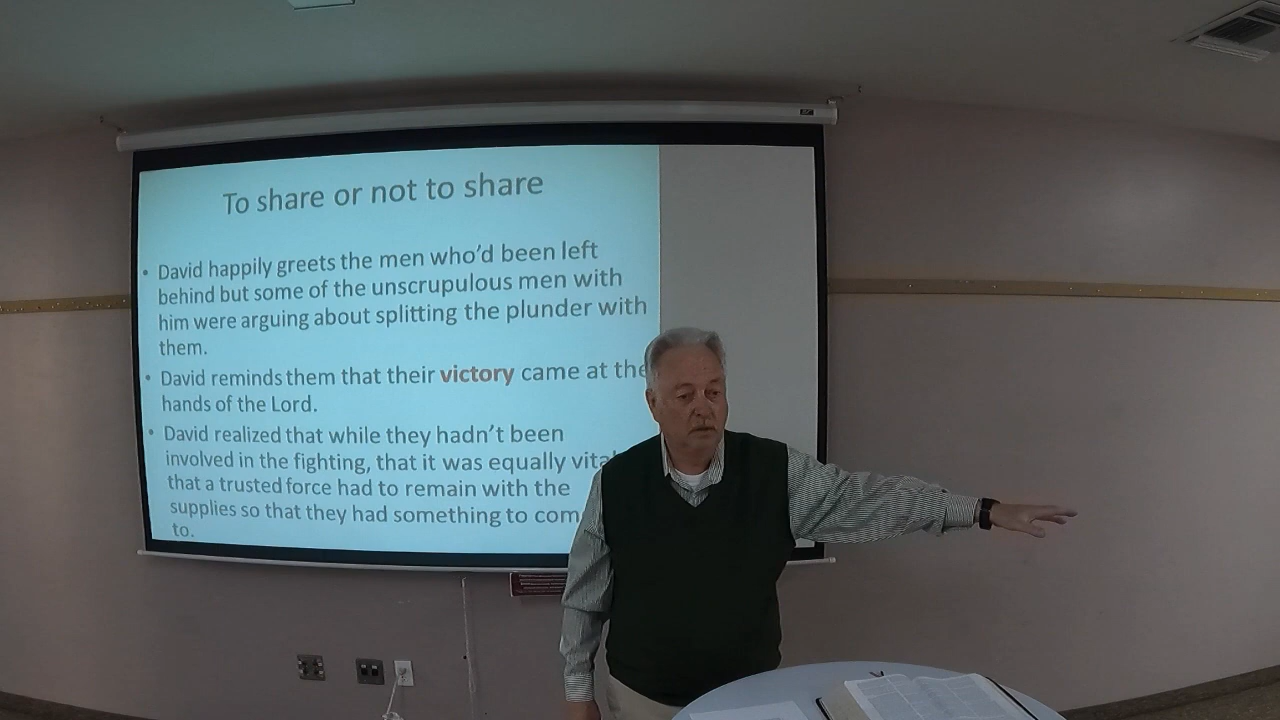 To share or not to share
• David happily greets the men who'd been left
behind but some of the unscrupulous men with
him were arguing about splitting the plunder with
them.
• David reminds them that their victory came at the
hands of the Lord.
• David realized that while they hadn't been
involved in the fighting, that it was equally vital
that a trusted force had to remain with the
supplies so that they had something to com
to.